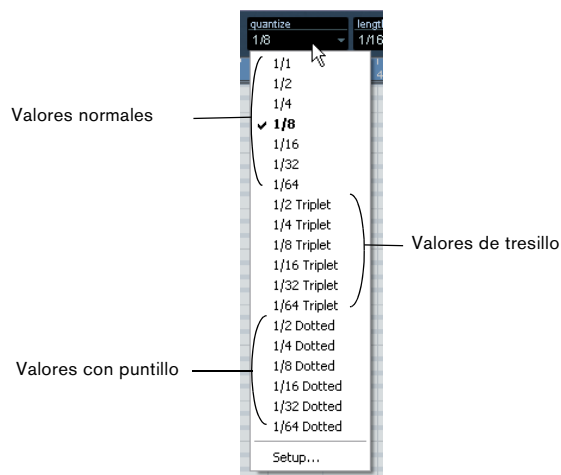 quantize
1/8
1/16
1/1
1/2
1/4
Valores normales
1/8
1/16
1/32
1/64
1/2 Triplet
1/4 Triplet
1/8 Triplet
Valores de tresillo
1/16 Triplet
1/32 Triplet
1/64 Triplet
1/2 Dotted
1/4 Dotted
1/8 Dotted
Valores con puntillo
1/16 Dotted
1/32 Dotted
1/64 Dotted
Setup...